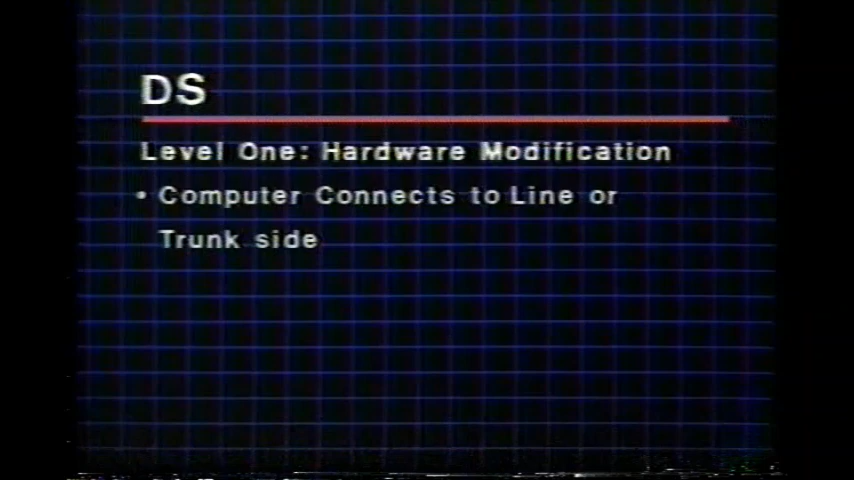 DS
Level One: Hardware Modification
• Computer Connects to Line or
Trunk side